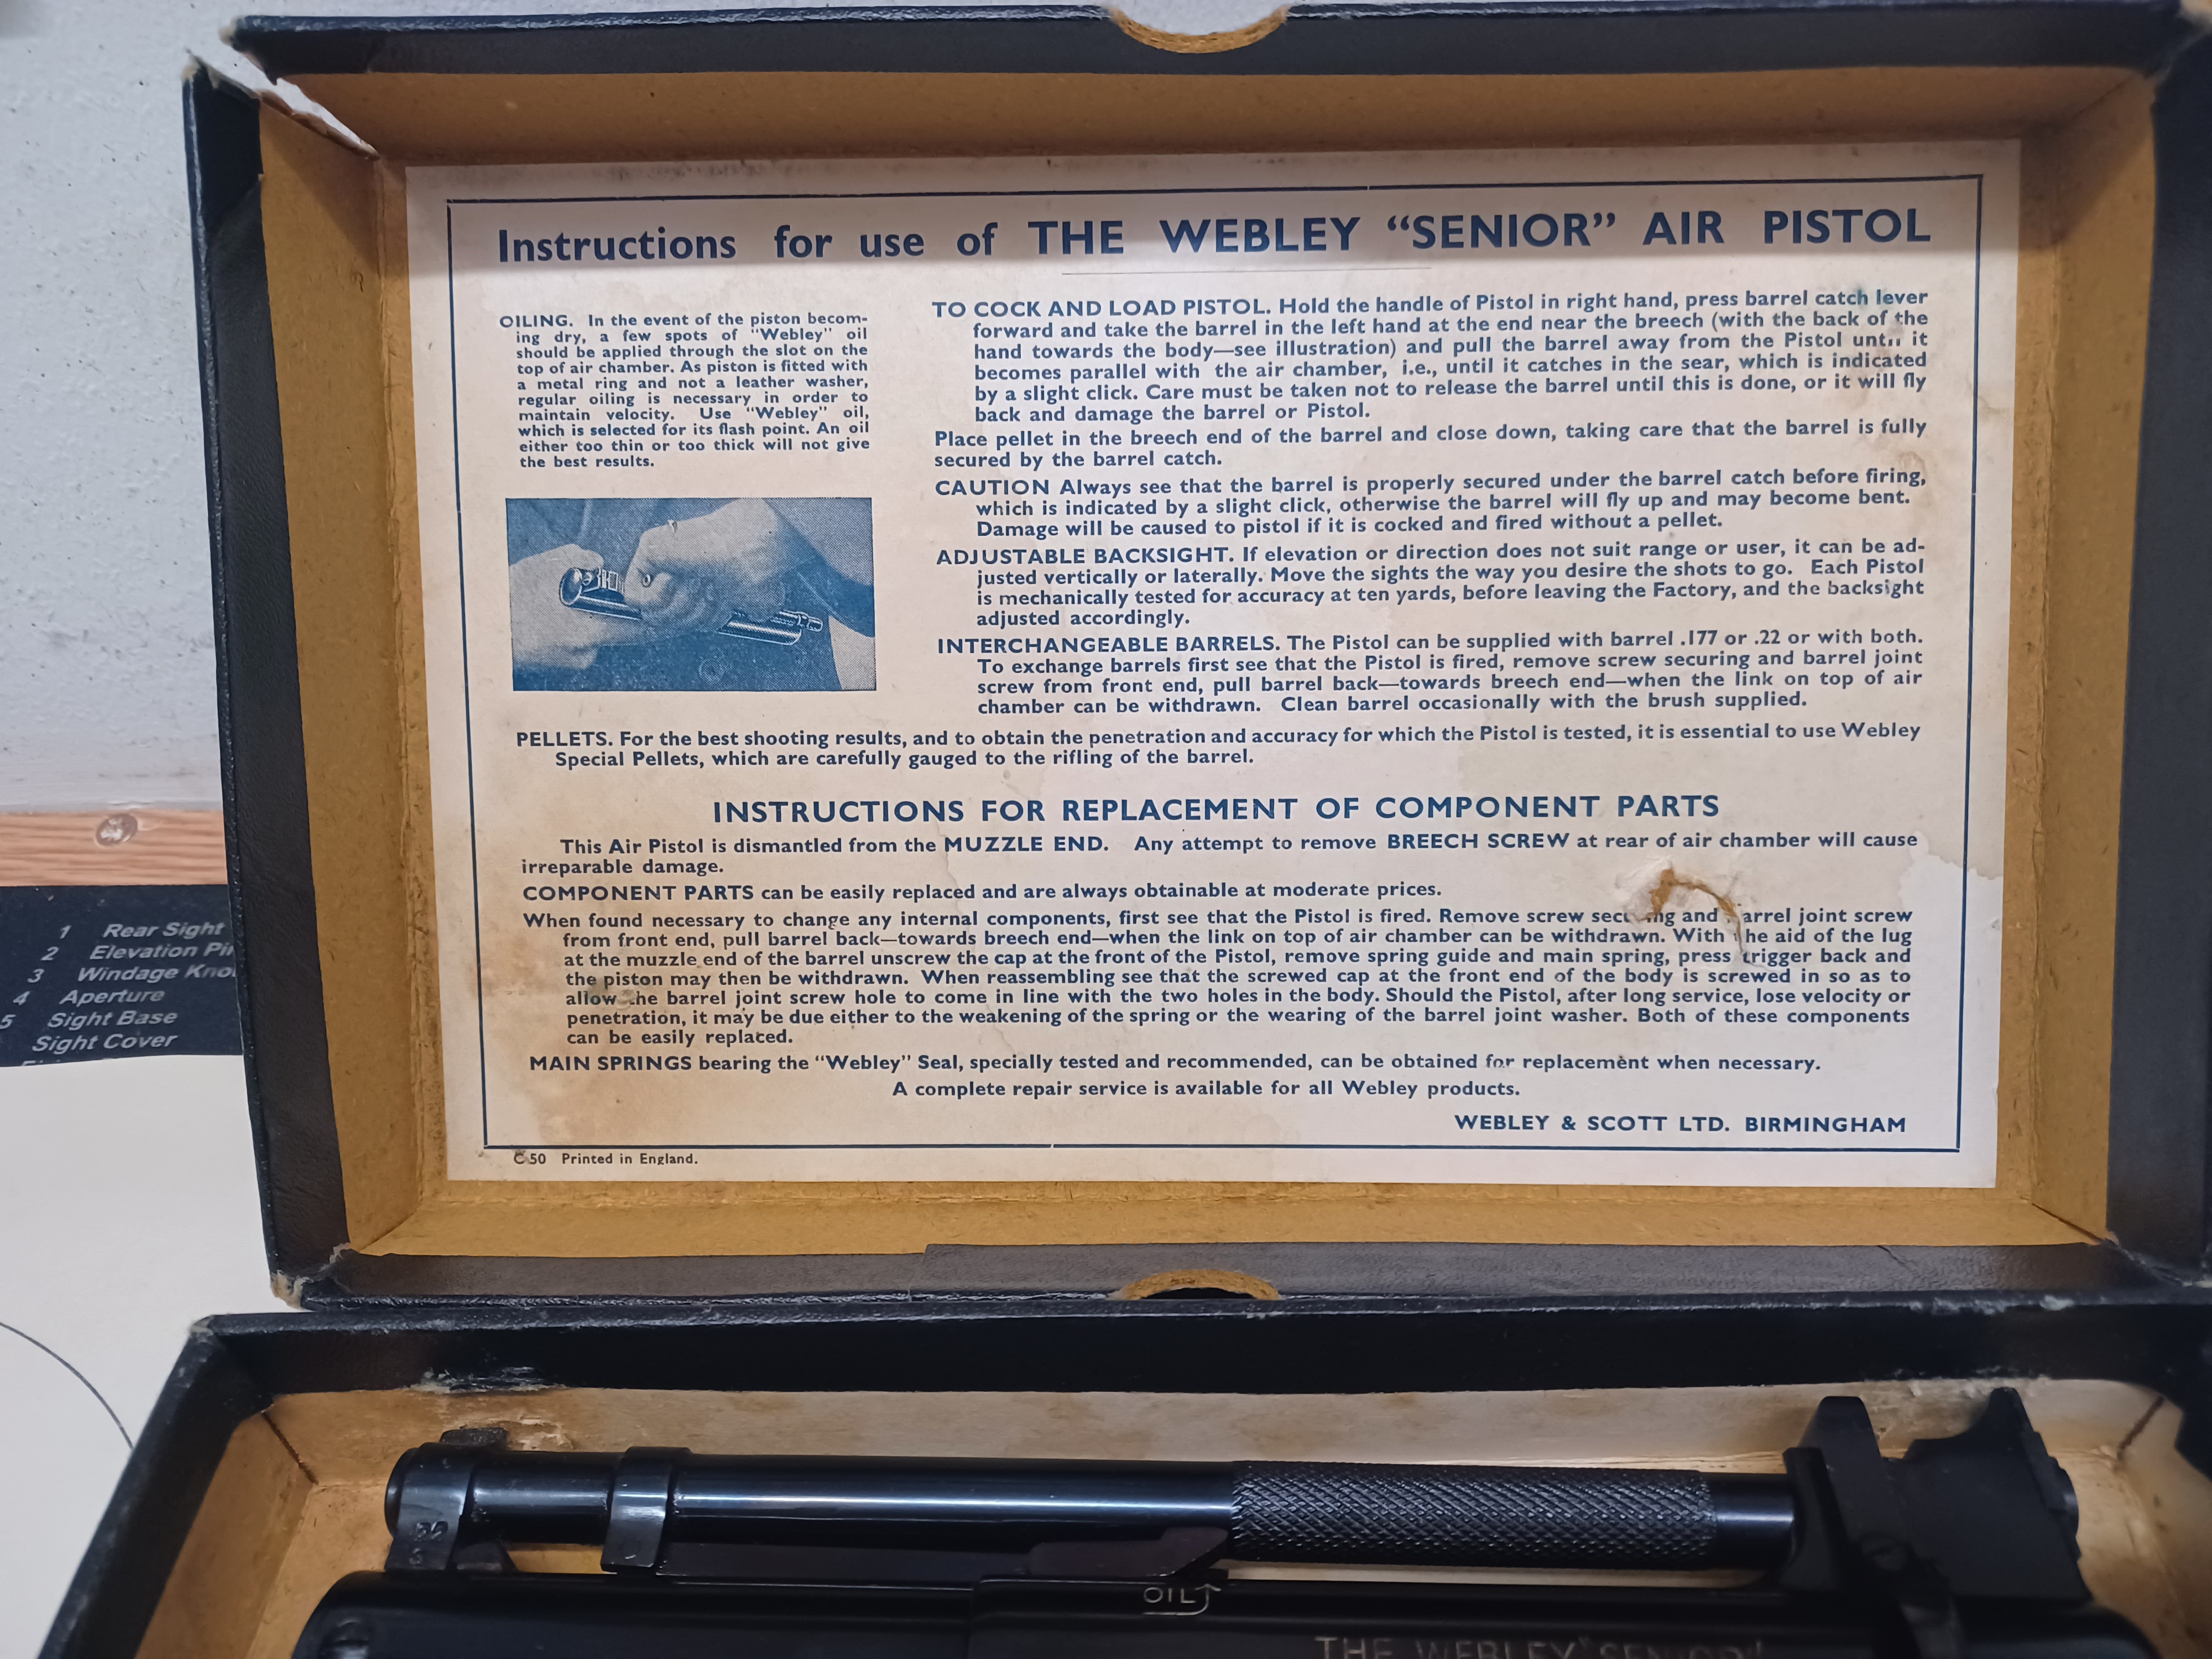 Instructions for use of THE WEBLEY “SENIOR” AIR PISTOL
OILING. In the event of the piston becom-
ing dry, a few spots of "Webley" oil
should be applied through the slot on the
top of air chamber. As piston is fitted with
a metal ring and not a leather washer,
regular oiling is necessary in order to
maintain velocity. Use "Webley" oil,
which is selected for its flash point. An oil
either too thin or too thick will not give
the best results.
TO COCK AND LOAD PISTOL. Hold the handle of Pistol in right hand, press barrel catch lever
forward and take the barrel in the left hand at the end near the breech (with the back of the
hand towards the body—see illustration) and pull the barrel away from the Pistol until it
becomes parallel with the air chamber, i.e., until it catches in the sear, which is indicated
by a slight click. Care must be taken not to release the barrel until this is done, or it will fly
back and damage the barrel or Pistol.
Place pellet in the breech end of the barrel and close down, taking care that the barrel is fully
secured by the barrel catch.
CAUTION Always see that the barrel is properly secured under the barrel catch before firing,
which is indicated by a slight click, otherwise the barrel will fly up and may become bent.
Damage will be caused to pistol if it is cocked and fired without a pellet.
ADJUSTABLE BACKSIGHT. If elevation or direction does not suit range or user, it can be ad-
justed vertically or laterally. Move the sights the way you desire the shots to go. Each Pistol
is mechanically tested for accuracy at ten yards, before leaving the Factory, and the backsight
adjusted accordingly.
INTERCHANGEABLE BARRELS. The Pistol can be supplied with barrel .177 or .22 or with both.
To exchange barrels first see that the Pistol is fired, remove screw securing and barrel joint
screw from front end, pull barrel back—towards breech end—when the link on top of air
chamber can be withdrawn. Clean barrel occasionally with the brush supplied.
PELLETS. For the best shooting results, and to obtain the penetration and accuracy for which the Pistol is tested, it is essential to use Webley
Special Pellets, which are carefully gauged to the rifling of the barrel.
INSTRUCTIONS FOR REPLACEMENT OF COMPONENT PARTS
This Air Pistol is dismantled from the MUZZLE END. Any attempt to remove BREECH SCREW at rear of air chamber will cause
irreparable damage.
COMPONENT PARTS can be easily replaced and are always obtainable at moderate prices.
When found necessary to change any internal components, first see that the Pistol is fired. Remove screw securing and barrel joint screw
from front end, pull barrel back—towards breech end—when the link on top of air chamber can be withdrawn. With the aid of the lug
at the muzzle end of the barrel unscrew the cap at the front of the Pistol, remove spring guide and main spring, press trigger back and
the piston may then be withdrawn. When reassembling see that the screwed cap at the front end of the body is screwed in so as to
allow the barrel joint screw hole to come in line with the two holes in the body. Should the Pistol, after long service, lose velocity or
penetration, it may be due either to the weakening of the spring or the wearing of the barrel joint washer. Both of these components
can be easily replaced.
MAIN SPRINGS bearing the “Webley” Seal, specially tested and recommended, can be obtained for replacement when necessary.
A complete repair service is available for all Webley products.
WEBLEY & SCOTT LTD. BIRMINGHAM
C 50 Printed in England.
1 Rear Sight
2 Elevation
3 Windage
4 Aperture
5 Sight Base
Sight Cover
OIL
THE WEBLEY "SENIOR"